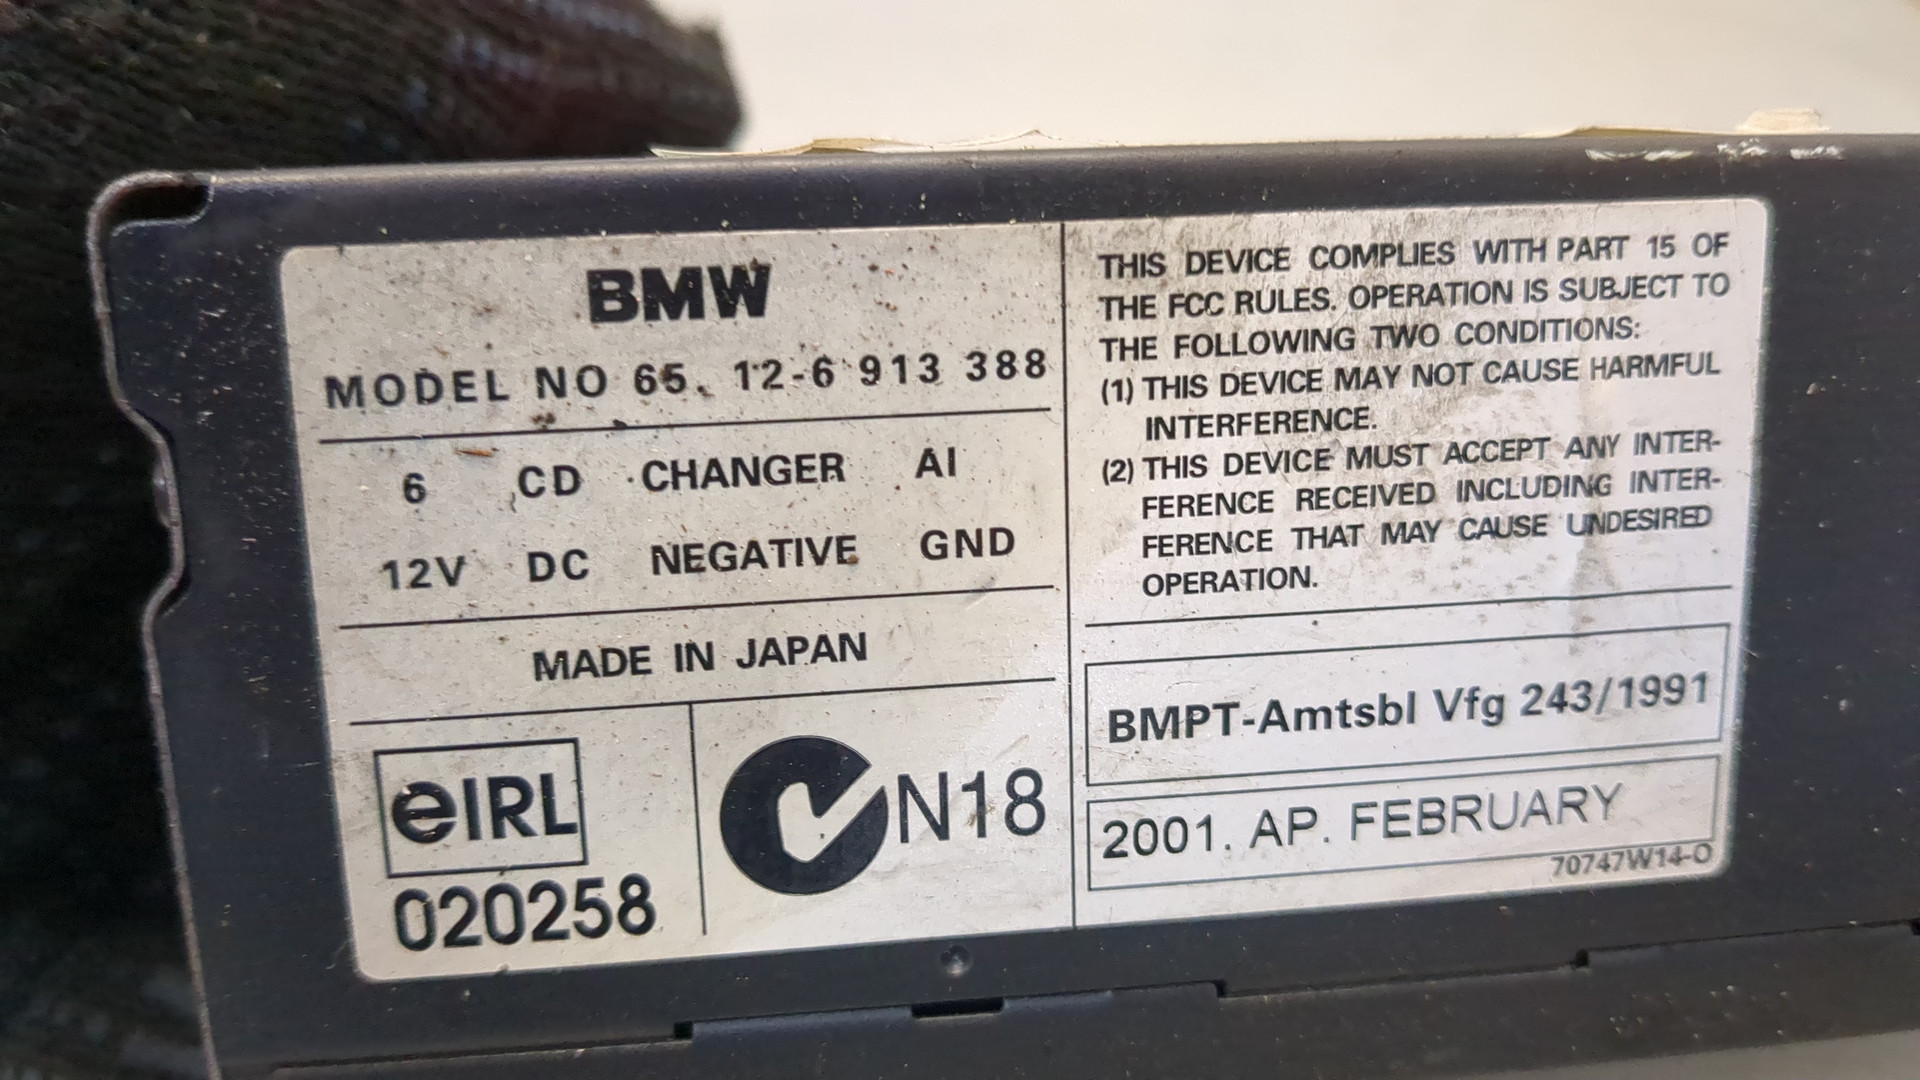 BMW
MODEL NO 65. 12-6 913 388
6 CD CHANGER AI
12V DC NEGATIVE GND
MADE IN JAPAN
eIRL
020258
N18
THIS DEVICE COMPLIES WITH PART 15 OF
THE FCC RULES. OPERATION IS SUBJECT TO
THE FOLLOWING TWO CONDITIONS:
(1) THIS DEVICE MAY NOT CAUSE HARMFUL
INTERFERENCE.
(2) THIS DEVICE MUST ACCEPT ANY INTER-
FERENCE RECEIVED INCLUDING INTER-
FERENCE THAT MAY CAUSE UNDESIRED
OPERATION.
BMPT-Amtsbl Vfg 243/1991
2001. AP. FEBRUARY
70747W14-O